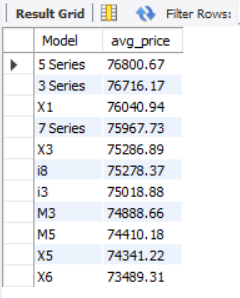 Result Grid Filter Rows:
Model avg_price
5 Series 76800.67
3 Series 76716.17
X1 76040.94
7 Series 75967.73
X3 75286.89
i8 75278.37
i3 75018.88
M3 74888.66
M5 74410.18
X5 74341.22
X6 73489.31